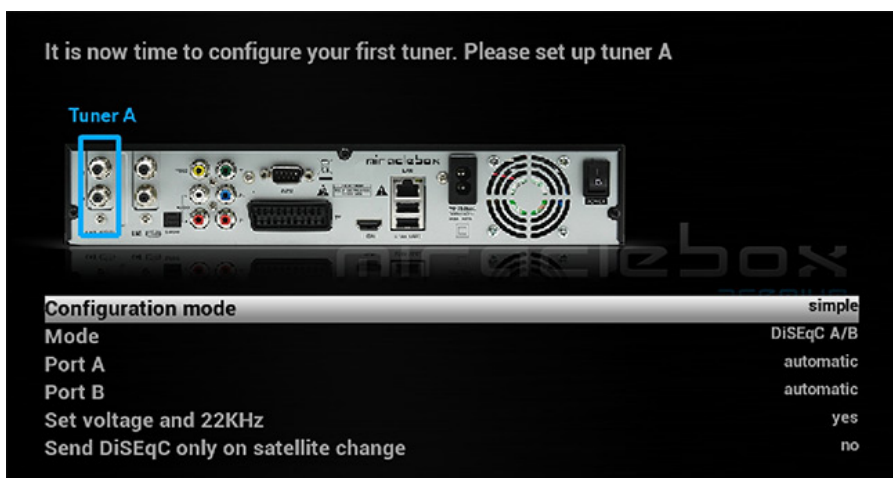 It is now time to configure your first tuner. Please set up tuner A
Tuner A
miraclebox
miraclebox
Configuration mode simple
Mode DiSEqC A/B
Port A automatic
Port B automatic
Set voltage and 22KHz yes
Send DiSEqC only on satellite change no